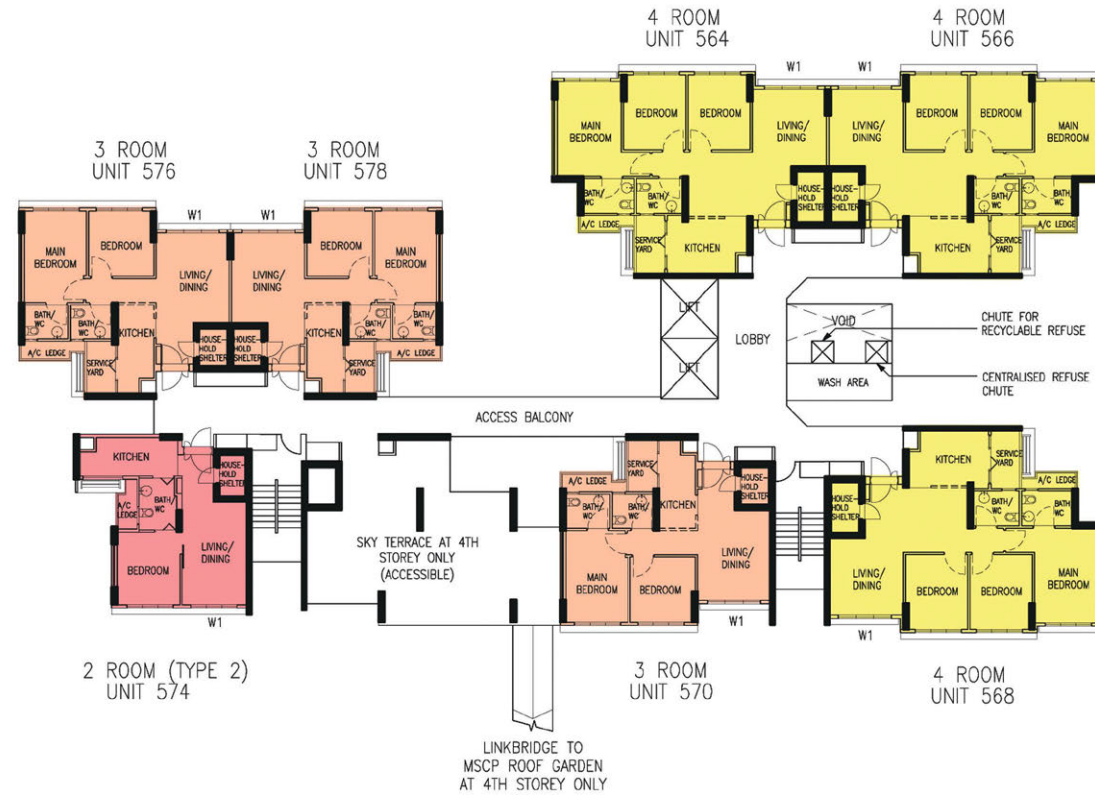 4 ROOM
UNIT 564
4 ROOM
UNIT 566
W1
W1
MAIN
BEDROOM
BEDROOM
BEDROOM
LIVING/
DINING
LIVING/
DINING
BEDROOM
BEDROOM
MAIN
BEDROOM
BATH/
WC
BATH/
WC
HOUSE-
HOLD
SHELTER
HOUSE-
HOLD
SHELTER
BATH/
WC
BATH/
WC
A/C LEDGE
SERVICE
YARD
KITCHEN
KITCHEN
SERVICE
YARD
A/C LEDGE
3 ROOM
UNIT 576
3 ROOM
UNIT 578
W1
W1
MAIN
BEDROOM
BEDROOM
LIVING/
DINING
LIVING/
DINING
BEDROOM
MAIN
BEDROOM
BATH/
WC
BATH/
WC
KITCHEN
HOUSE-
HOLD
SHELTER
HOUSE-
HOLD
SHELTER
KITCHEN
BATH/
WC
BATH/
WC
A/C LEDGE
SERVICE
YARD
SERVICE
YARD
A/C LEDGE
LIFT
LIFT
LOBBY
VOID
WASH AREA
CHUTE FOR
RECYCLABLE REFUSE
CENTRALISED REFUSE
CHUTE
ACCESS BALCONY
KITCHEN
HOUSE-
HOLD
SHELTER
A/C
LEDGE
BATH/
WC
BEDROOM
LIVING/
DINING
W1
2 ROOM (TYPE 2)
UNIT 574
SKY TERRACE AT 4TH
STOREY ONLY
(ACCESSIBLE)
A/C LEDGE
SERVICE
YARD
KITCHEN
HOUSE-
HOLD
SHELTER
BATH/
WC
BATH/
WC
MAIN
BEDROOM
BEDROOM
LIVING/
DINING
W1
3 ROOM
UNIT 570
HOUSE-
HOLD
SHELTER
KITCHEN
SERVICE
YARD
A/C LEDGE
BATH/
WC
BATH/
WC
LIVING/
DINING
BEDROOM
BEDROOM
MAIN
BEDROOM
W1
4 ROOM
UNIT 568
LINKBRIDGE TO
MSCP ROOF GARDEN
AT 4TH STOREY ONLY